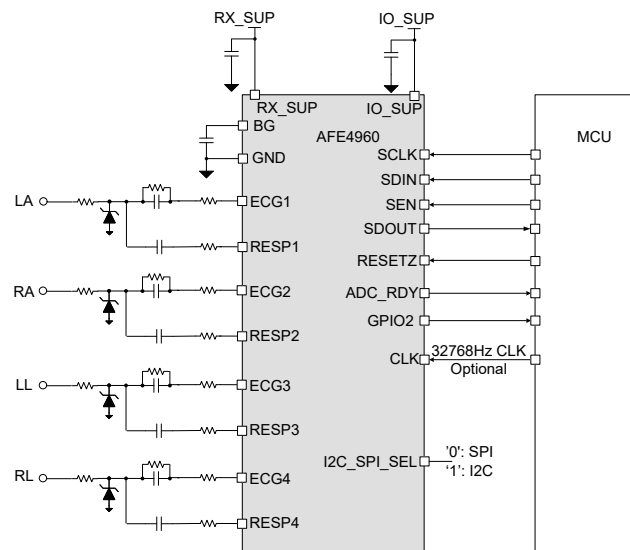 RX_SUP
IO_SUP
RX_SUP
IO_SUP
BG
AFE4960
MCU
GND
SCLK
SDIN
LA
ECG1
SEN
SDOUT
RESP1
RESETZ
RA
ECG2
ADC_RDY
GPIO2
RESP2
CLK
32768Hz CLK
Optional
LL
ECG3
RESP3
I2C_SPI_SEL
'0': SPI
‘1’: I2C
RL
ECG4
RESP4